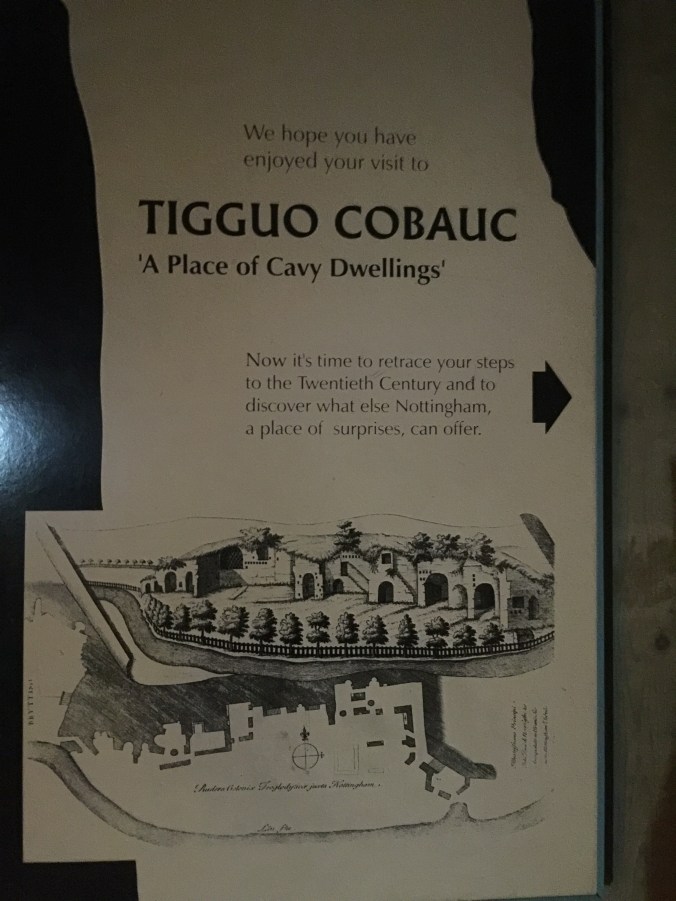 We hope you have
enjoyed your visit to
TIGGUO COBAUC
'A Place of Cavy Dwellings'
Now it's time to retrace your steps
to the Twentieth Century and to
discover what else Nottingham,
a place of surprises, can offer.